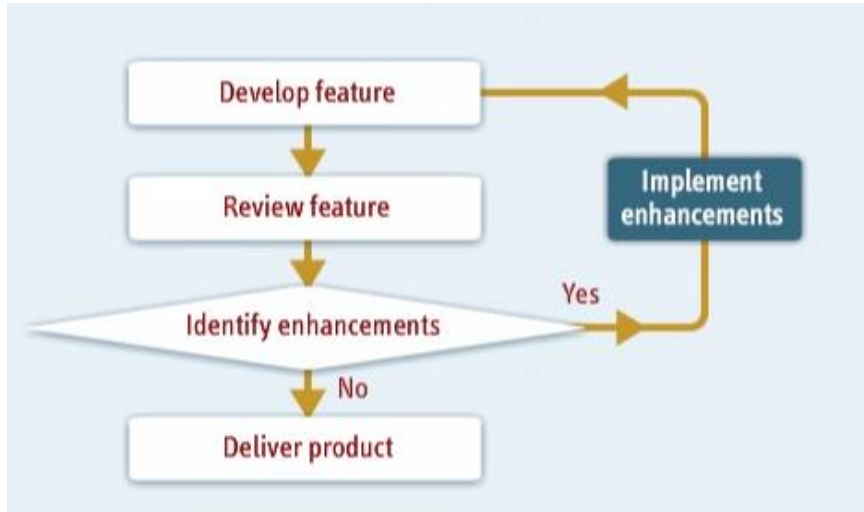 Develop feature
Implement
enhancements
Review feature
Yes
Identify enhancements
No
Deliver product